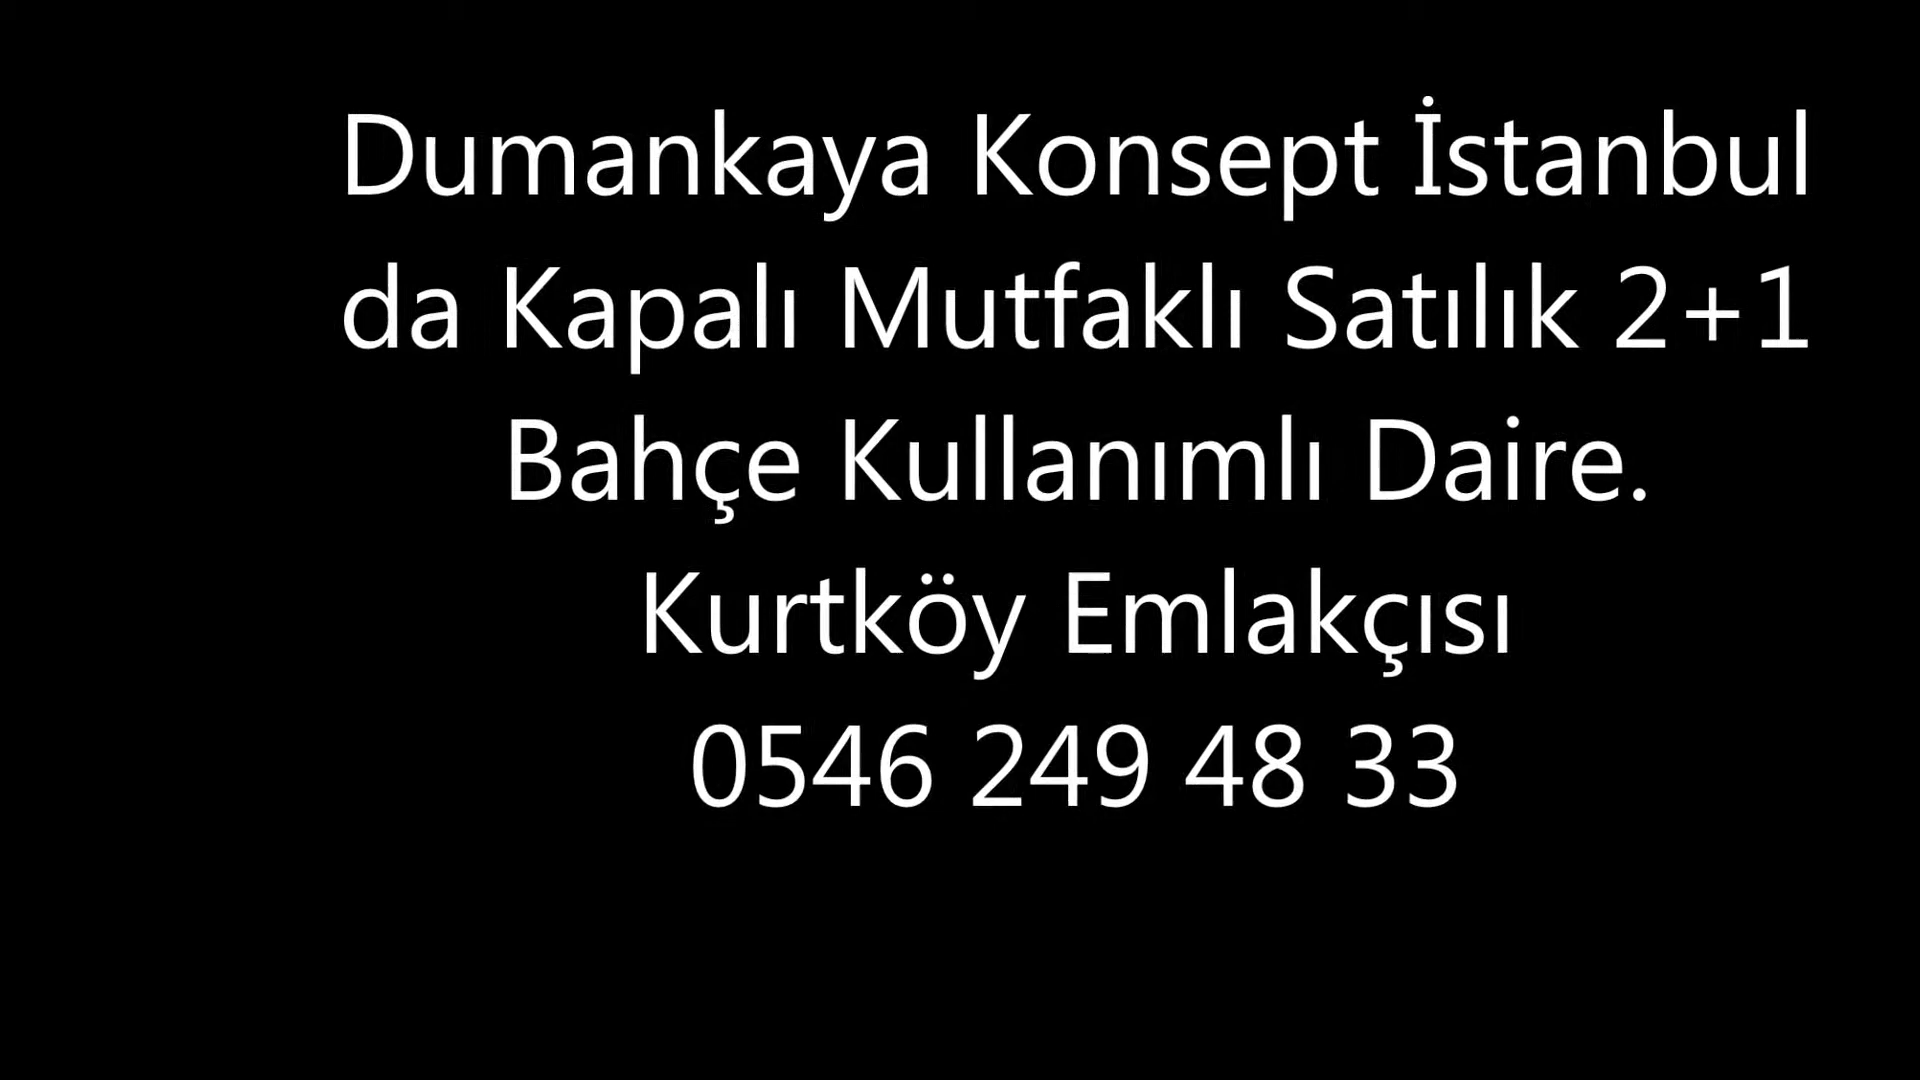 Dumankaya Konsept İstanbul
da Kapalı Mutfaklı Satılık 2+1
Bahçe Kullanımlı Daire.
Kurtköy Emlakçısı
0546 249 48 33